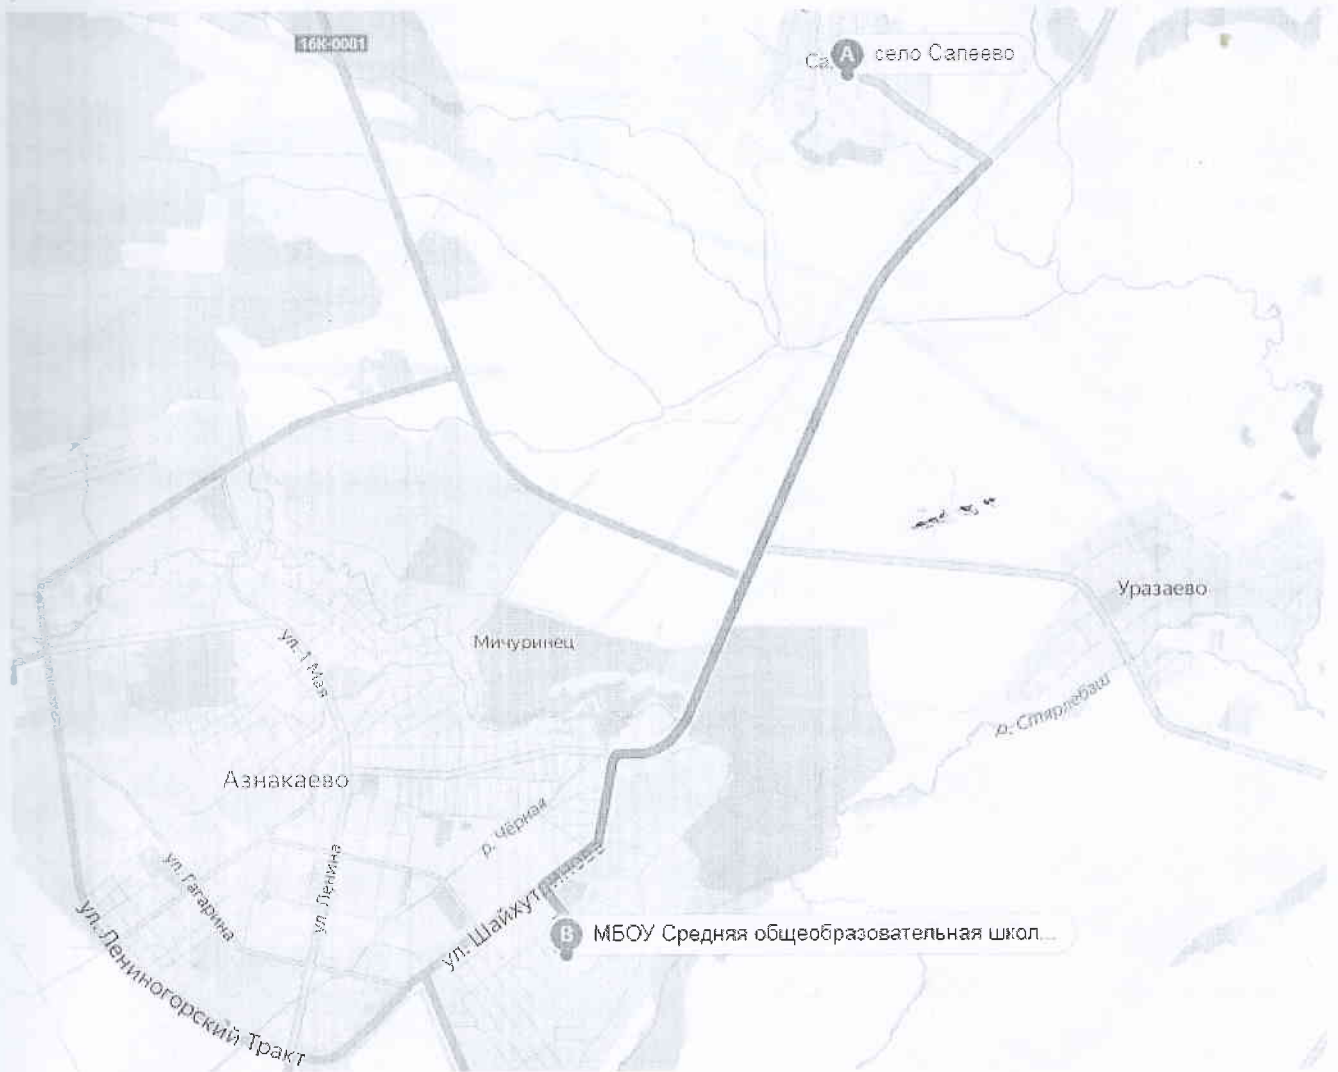 16К-0081
Са...
А
село Сапеево
Уразаево
Мичуринец
ул. 1 Мая
р. Стярлебаш
Азнакаево
р. Чёрная
ул. Гагарина
ул. Ленина
ул. Шайхутдинова
В
МБОУ Средняя общеобразовательная школ...
ул. Лениногорский Тракт